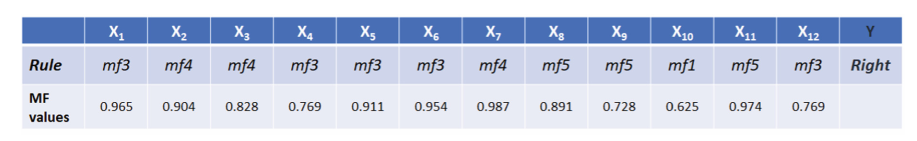 X₁ X₂ X₃ X₄ X₅ X₆ X₇ X₈ X₉ X₁₀ X₁₁ X₁₂ Y
Rule mf3 mf4 mf4 mf3 mf3 mf3 mf4 mf5 mf5 mf1 mf5 mf3 Right
MF values 0.965 0.904 0.828 0.769 0.911 0.954 0.987 0.891 0.728 0.625 0.974 0.769